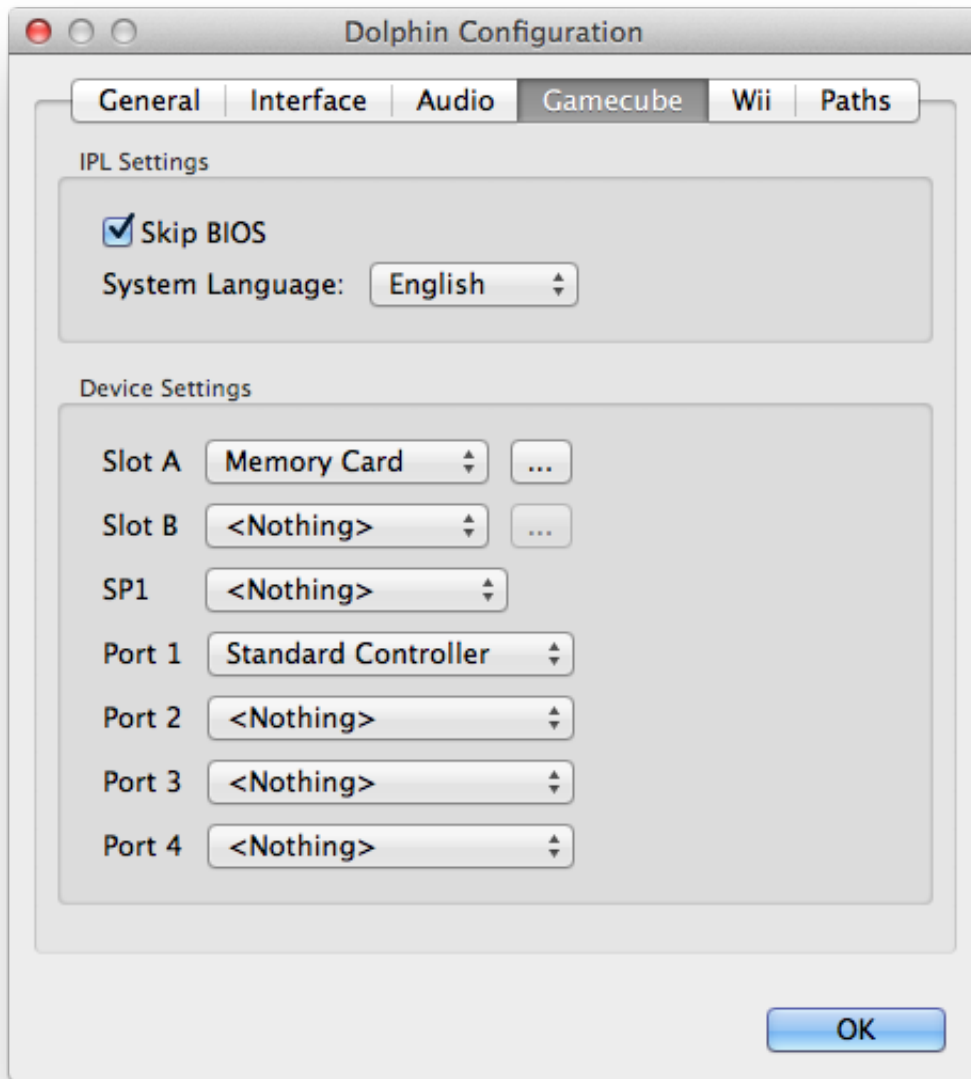 Dolphin Configuration
General Interface Audio Gamecube Wii Paths
IPL Settings
Skip BIOS
System Language: English
Device Settings
Slot A Memory Card ...
Slot B <Nothing> ...
SP1 <Nothing>
Port 1 Standard Controller
Port 2 <Nothing>
Port 3 <Nothing>
Port 4 <Nothing>
OK